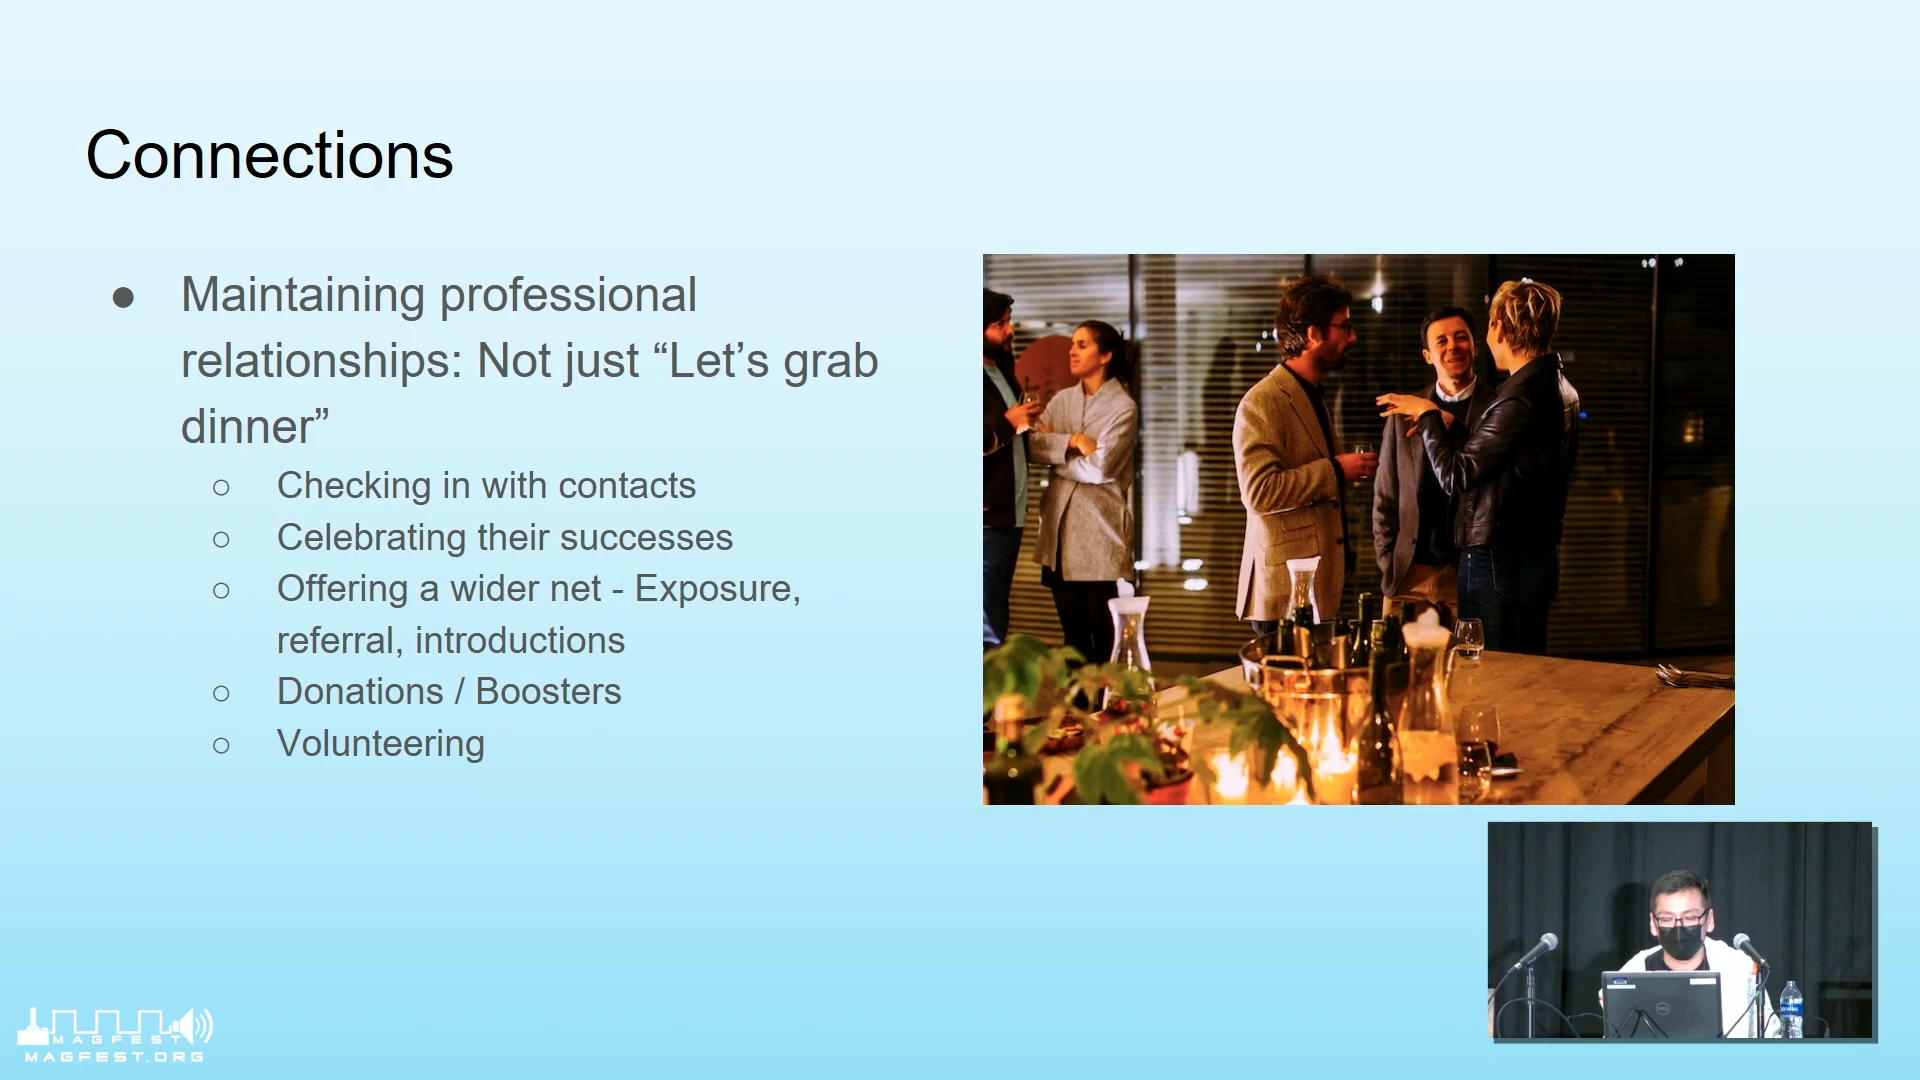 Connections
● Maintaining professional
relationships: Not just “Let’s grab
dinner”
○ Checking in with contacts
○ Celebrating their successes
○ Offering a wider net - Exposure,
referral, introductions
○ Donations / Boosters
○ Volunteering
MAGFEST
MAGFEST.ORG
DELL